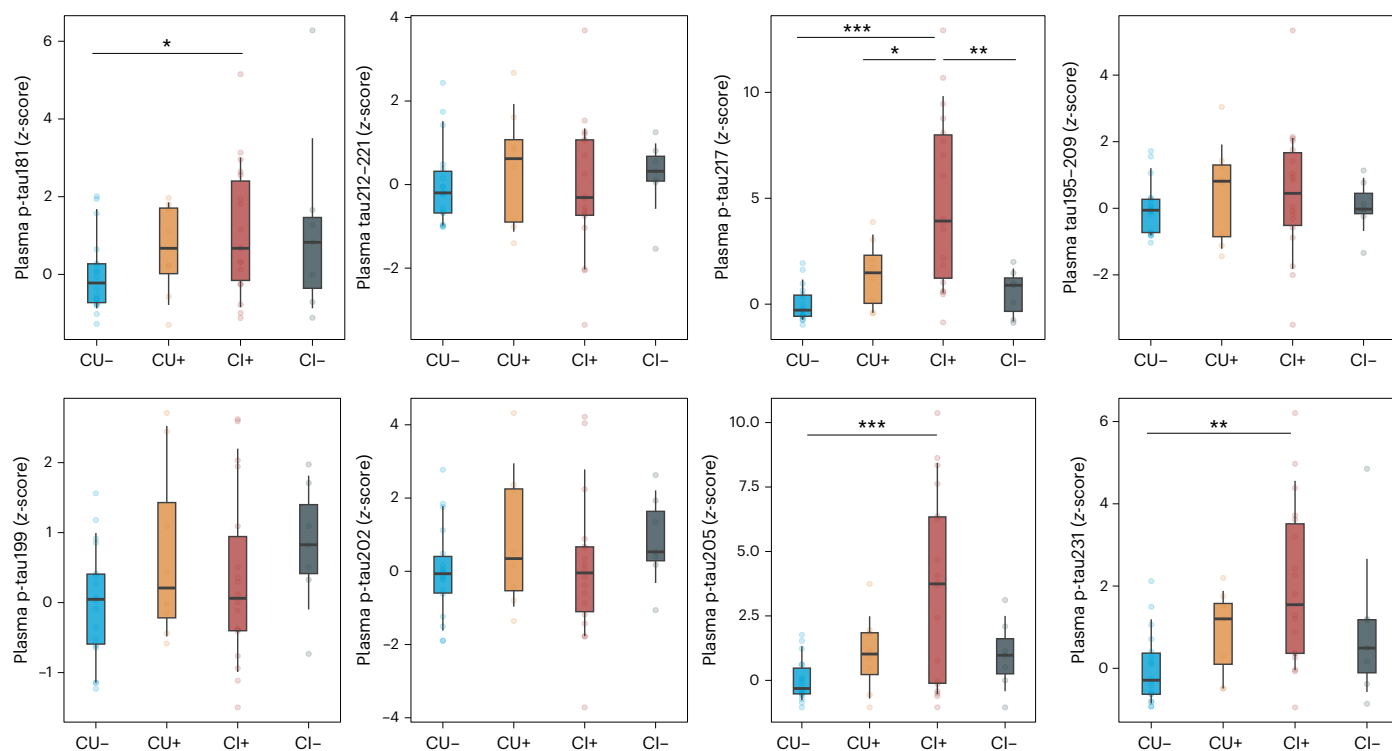 Plasma p-tau181 (z-score)
6
4
2
0
*
CU− CU+ CI+ CI−
Plasma tau212−221 (z-score)
4
2
0
−2
CU− CU+ CI+ CI−
Plasma p-tau217 (z-score)
10
5
0
***
* **
CU− CU+ CI+ CI−
Plasma tau195−209 (z-score)
4
2
0
−2
CU− CU+ CI+ CI−
Plasma p-tau199 (z-score)
2
1
0
−1
CU− CU+ CI+ CI−
Plasma p-tau202 (z-score)
4
2
0
−2
−4
CU− CU+ CI+ CI−
Plasma p-tau205 (z-score)
10.0
7.5
5.0
2.5
0
***
CU− CU+ CI+ CI−
Plasma p-tau231 (z-score)
6
4
2
0
**
CU− CU+ CI+ CI−